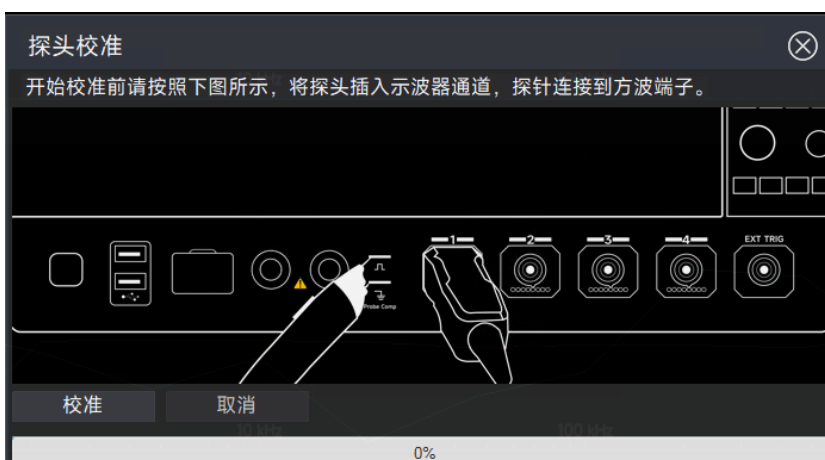 探头校准
开始校准前请按照下图所示，将探头插入示波器通道，探针连接到方波端子。
1 2 3 4 EXT TRIG
Probe Comp
校准 取消
10 kHz 100 kHz
0%